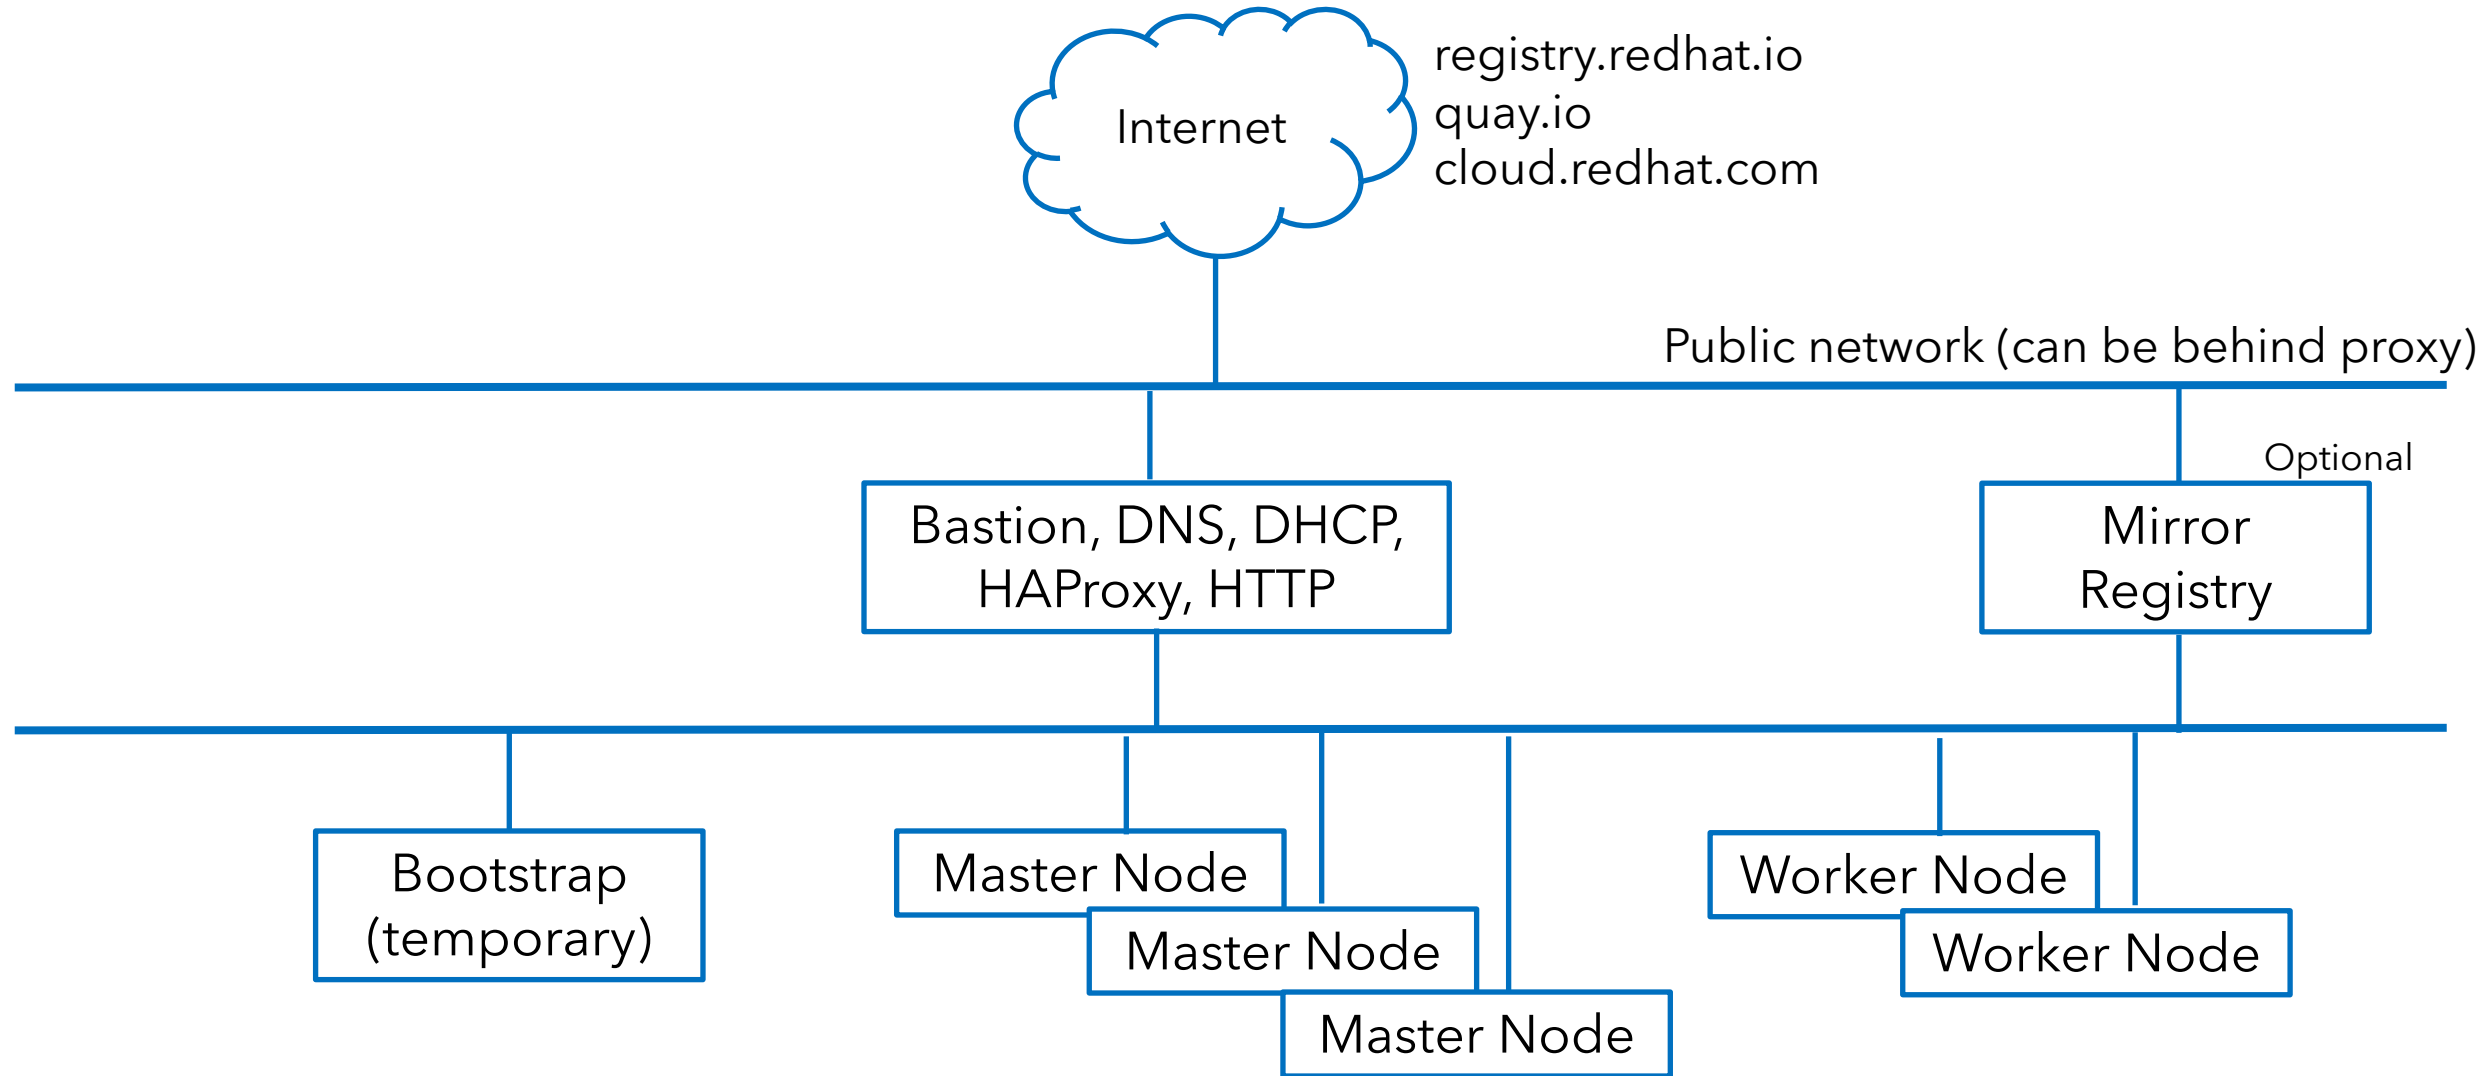 registry.redhat.io
Internet
quay.io
cloud.redhat.com
Public network (can be behind proxy)
Optional
Bastion, DNS, DHCP,
HAProxy, HTTP
Mirror
Registry
Bootstrap
(temporary)
Master Node
Master Node
Master Node
Worker Node
Worker Node